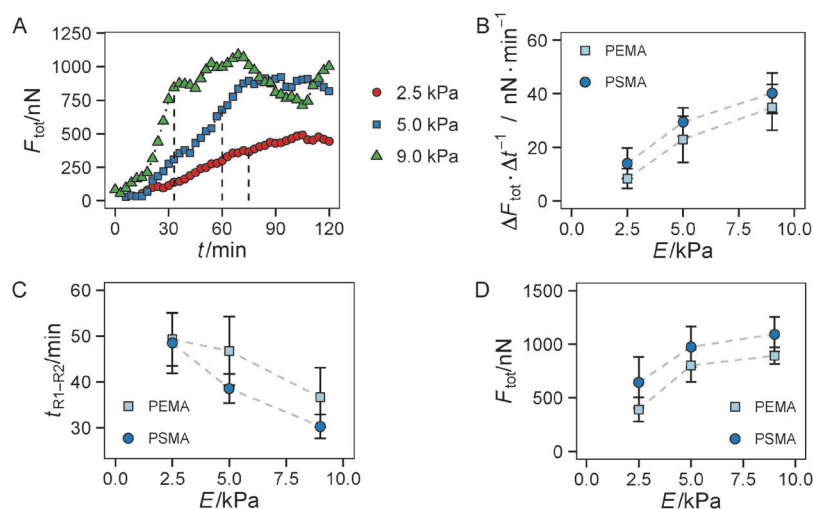 A
1250
1000
750
500
250
0
F_tot/nN
0 30 60 90 120
t/min
2.5 kPa
5.0 kPa
9.0 kPa
B
60
40
20
0
ΔF_tot · Δt⁻¹ / nN · min⁻¹
PEMA
PSMA
0.0 2.5 5.0 7.5 10.0
E/kPa
C
60
50
40
30
t_R1–R2/min
PEMA
PSMA
0.0 2.5 5.0 7.5 10.0
E/kPa
D
1500
1000
500
0
F_tot/nN
PEMA
PSMA
0.0 2.5 5.0 7.5 10.0
E/kPa